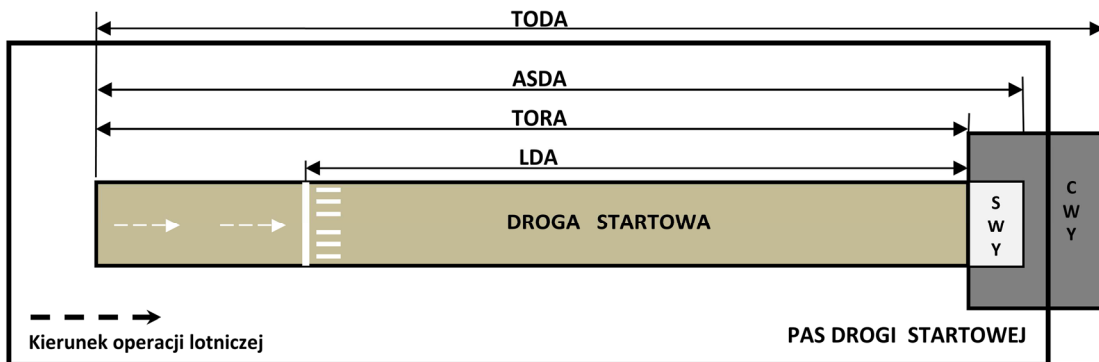 TODA
ASDA
TORA
LDA
DROGA STARTOWA
S
W
Y
C
W
Y
Kierunek operacji lotniczej
PAS DROGI STARTOWEJ